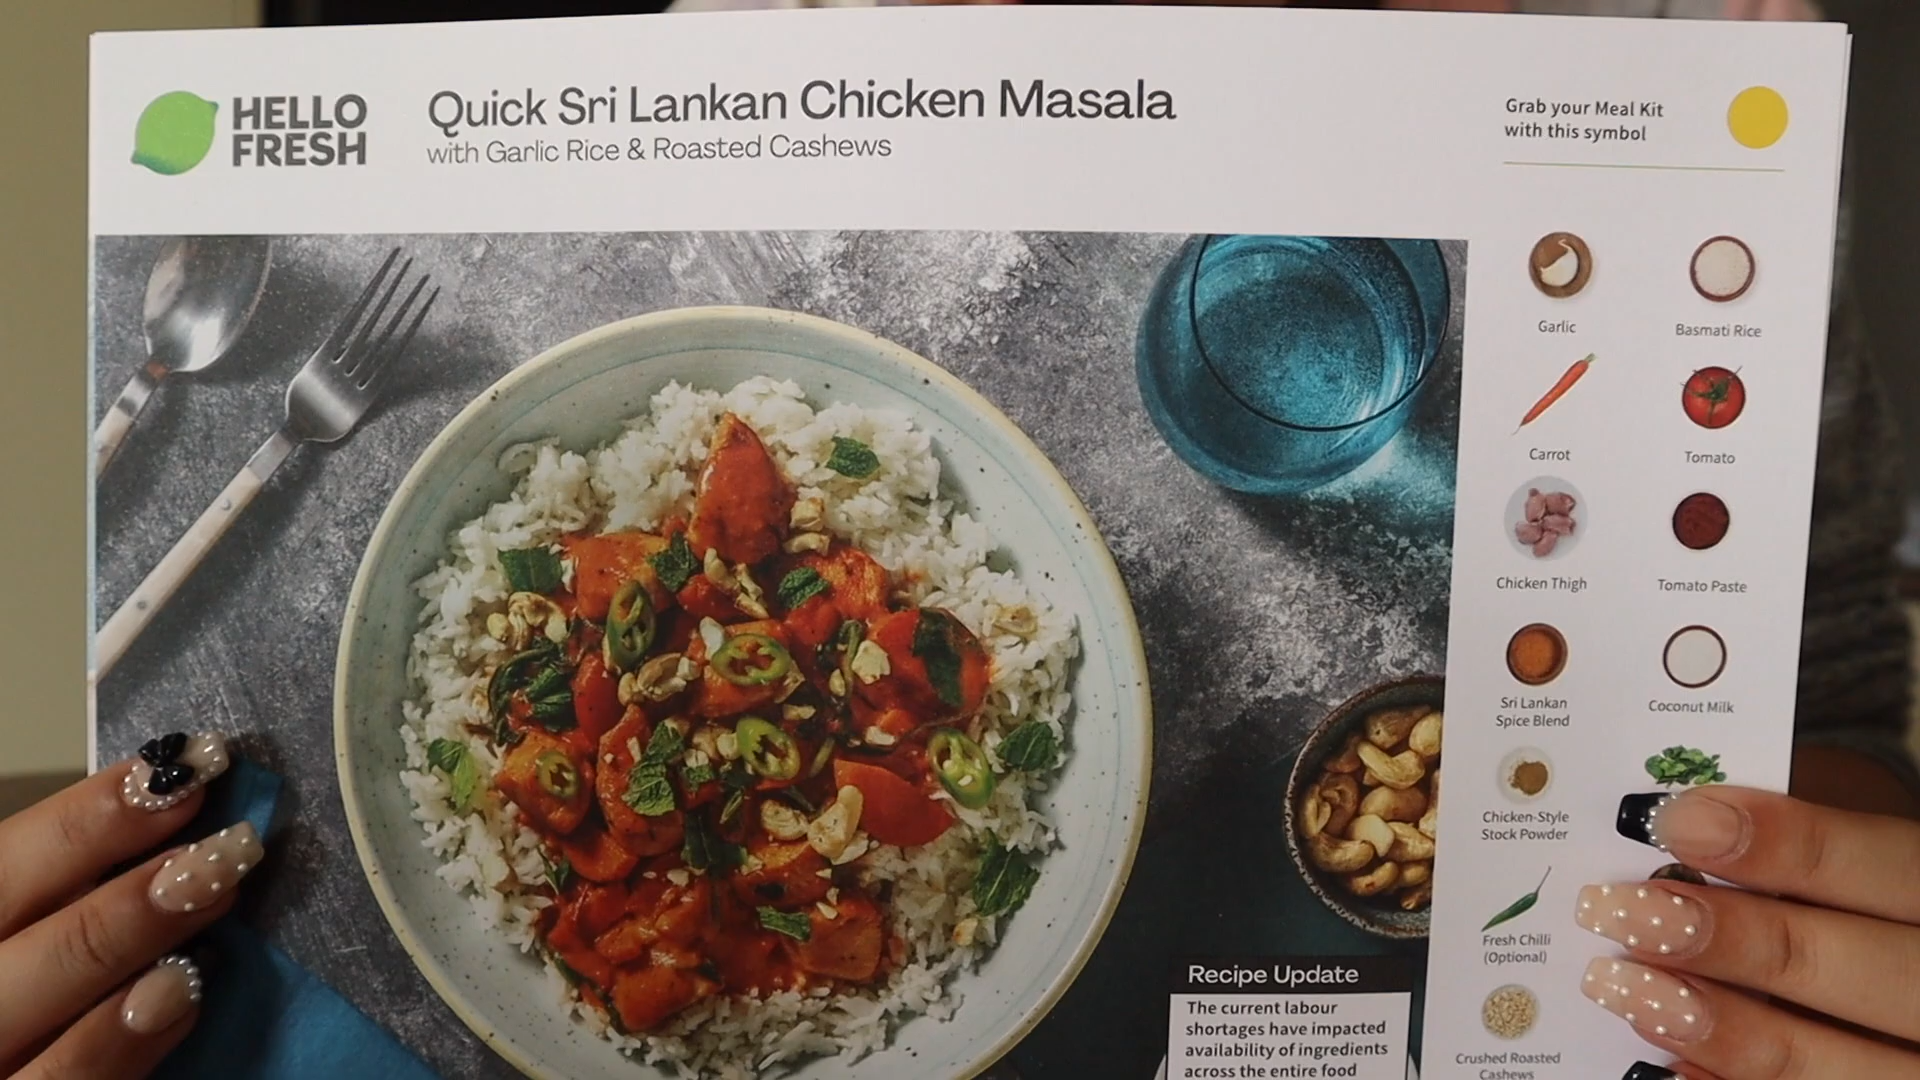 HELLO
FRESH
Quick Sri Lankan Chicken Masala
with Garlic Rice & Roasted Cashews
Grab your Meal Kit
with this symbol
Garlic
Basmati Rice
Carrot
Tomato
Chicken Thigh
Tomato Paste
Sri Lankan
Spice Blend
Coconut Milk
Chicken-Style
Stock Powder
Fresh Chilli
(Optional)
Crushed Roasted
Cashews
Recipe Update
The current labour
shortages have impacted
availability of ingredients
across the entire food